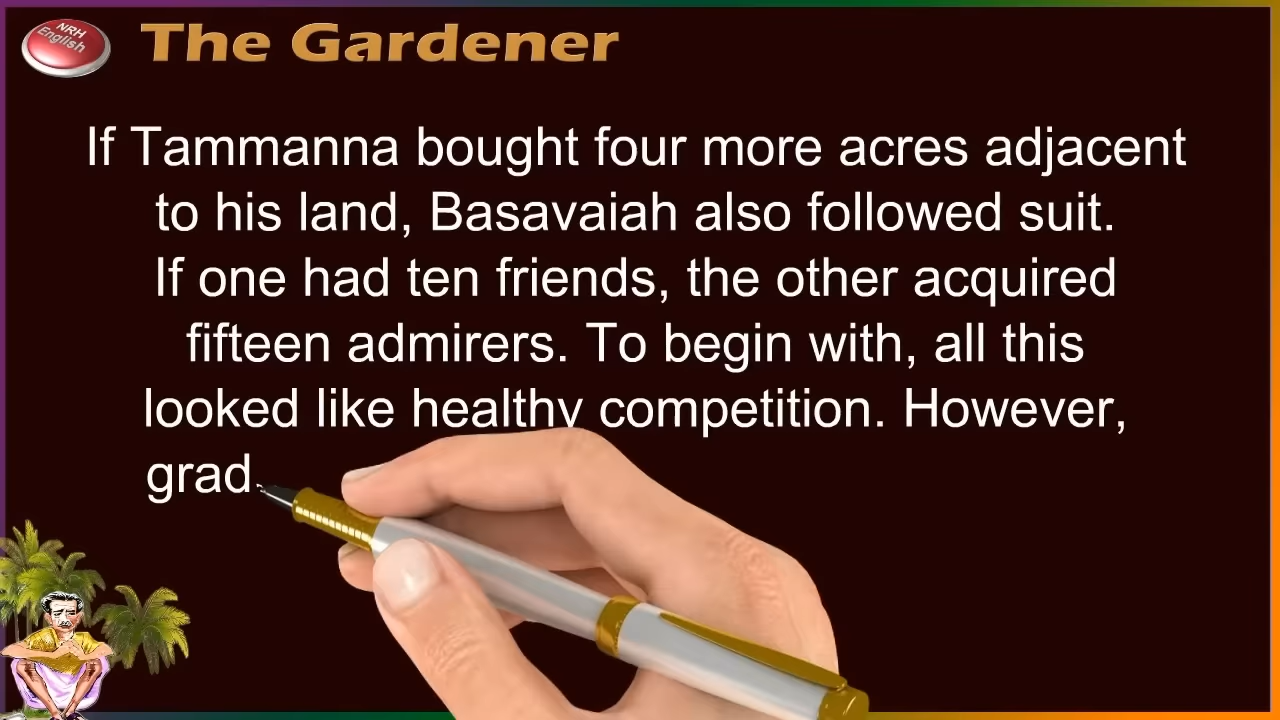 NRH
English
The Gardener
If Tammanna bought four more acres adjacent
to his land, Basavaiah also followed suit.
If one had ten friends, the other acquired
fifteen admirers. To begin with, all this
looked like healthy competition. However,
grad